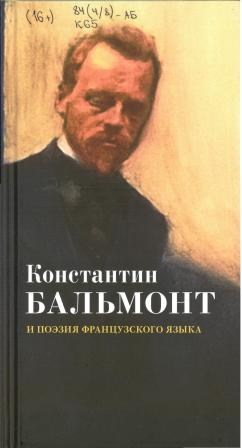 (16+)
84(4/8)-АБ
К65
Константин
БАЛЬМОНТ
И ПОЭЗИЯ ФРАНЦУЗСКОГО ЯЗЫКА